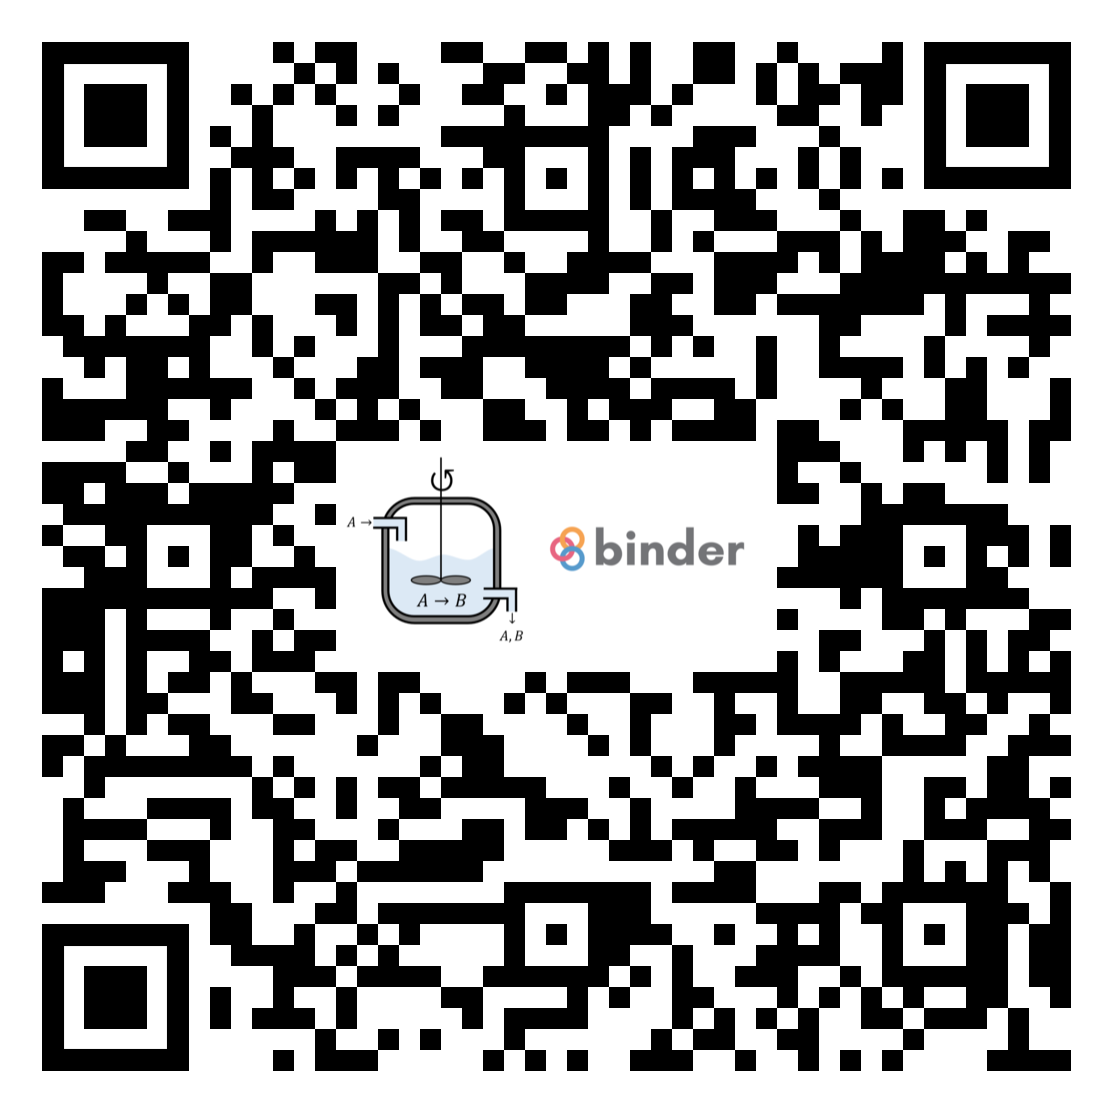 A →
binder
A → B
↓
A, B